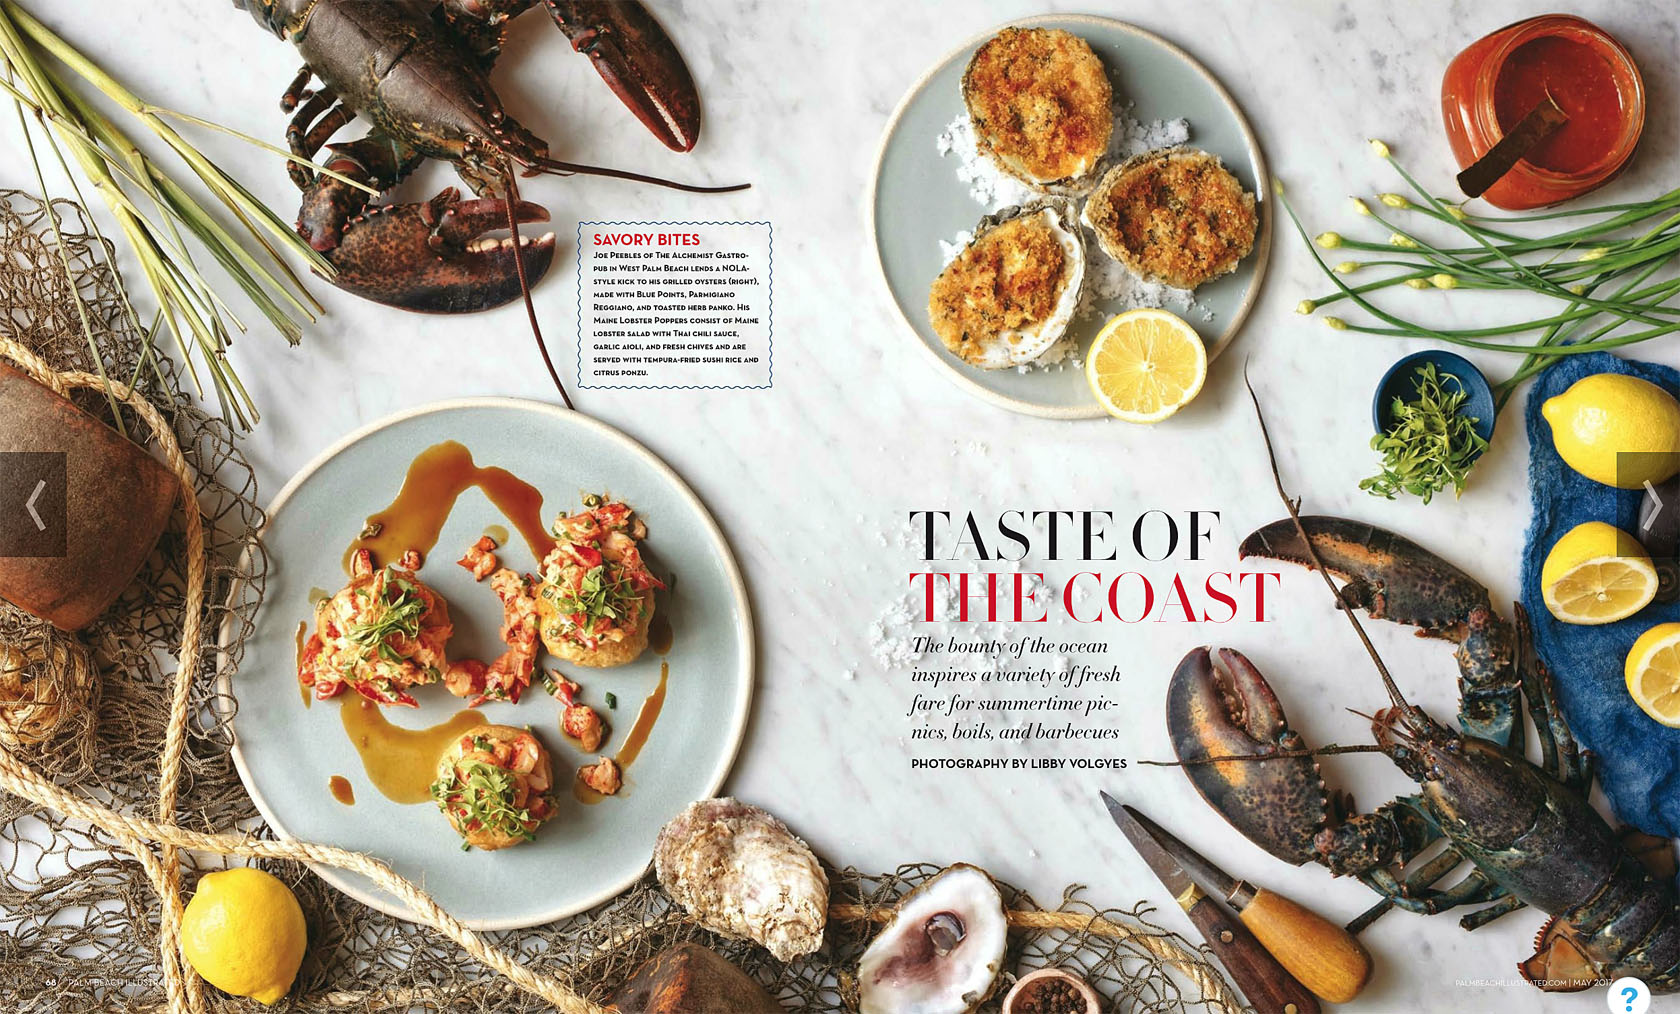 SAVORY BITES
Joe Peebles of The Alchemist Gastro-
pub in West Palm Beach lends a NOLA-
style kick to his grilled oysters (right),
made with Blue Points, Parmigiano
Reggiano, and toasted herb panko. His
Maine Lobster Poppers consist of Maine
lobster salad with Thai chili sauce,
garlic aioli, and fresh chives and are
served with tempura-fried sushi rice and
citrus ponzu.
TASTE OF
THE COAST
The bounty of the ocean
inspires a variety of fresh
fare for summertime pic-
nics, boils, and barbecues
PHOTOGRAPHY BY LIBBY VOLGYES
68 PALM BEACH ILLUSTRATED
PALMBEACHILLUSTRATED.COM | MAY 2017
?